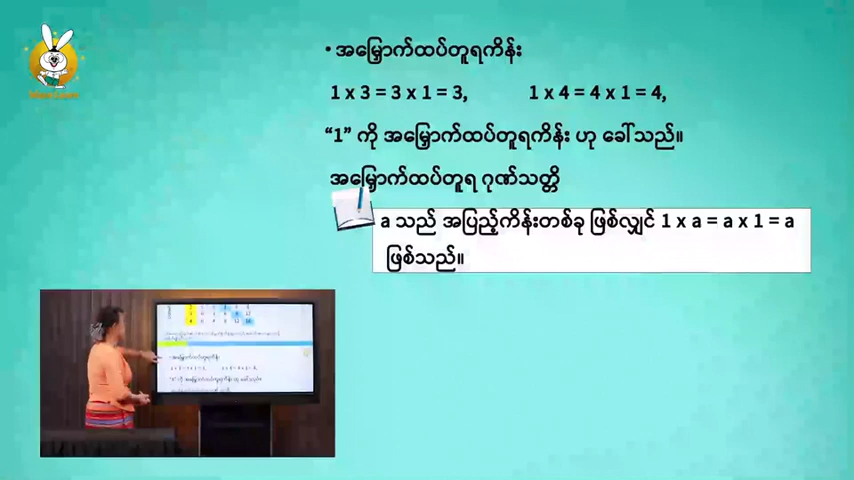 • အမြှောက်ထပ်တူရကိန်း
1 x 3 = 3 x 1 = 3, 1 x 4 = 4 x 1 = 4,
“1” ကို အမြှောက်ထပ်တူရကိန်း ဟု ခေါ်သည်။
အမြှောက်ထပ်တူရ ဂုဏ်သတ္တိ
a သည် အပြည့်ကိန်းတစ်ခု ဖြစ်လျှင် 1 x a = a x 1 = a
ဖြစ်သည်။